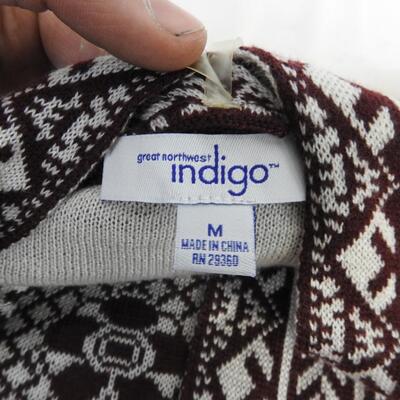 great northwest
indigo™
M
MADE IN CHINA
RN 29360